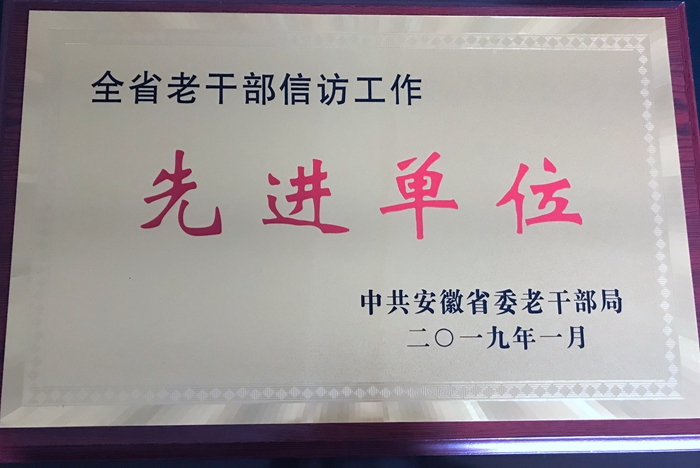 全省老干部信访工作
先进单位
中共安徽省委老干部局
二〇一九年一月